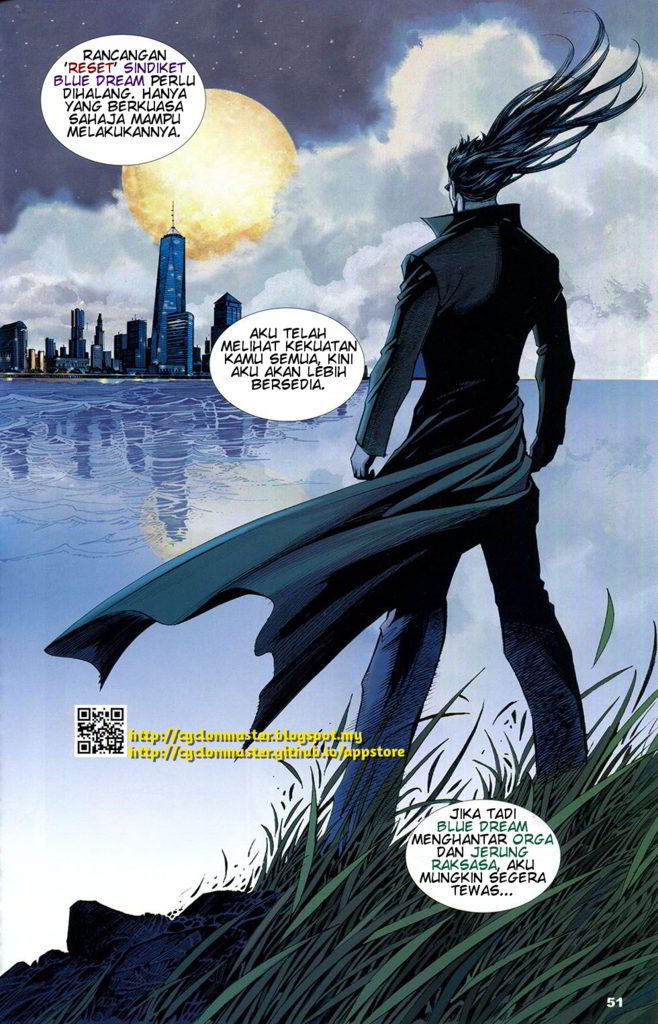 RANCANGAN
'RESET' SINDIKET
BLUE DREAM PERLU
DIHALANG. HANYA
YANG BERKUASA
SAHAJA MAMPU
MELAKUKANNYA.
AKU TELAH
MELIHAT KEKUATAN
KAMU SEMUA, KINI
AKU AKAN LEBIH
BERSEDIA.
http://cyclonmaster.blogspot.my
http://cyclonmaster.github.io/appstore
JIKA TADI
BLUE DREAM
MENGHANTAR ORGA
DAN JERUNG
RAKSASA, AKU
MUNGKIN SEGERA
TEWAS...
51